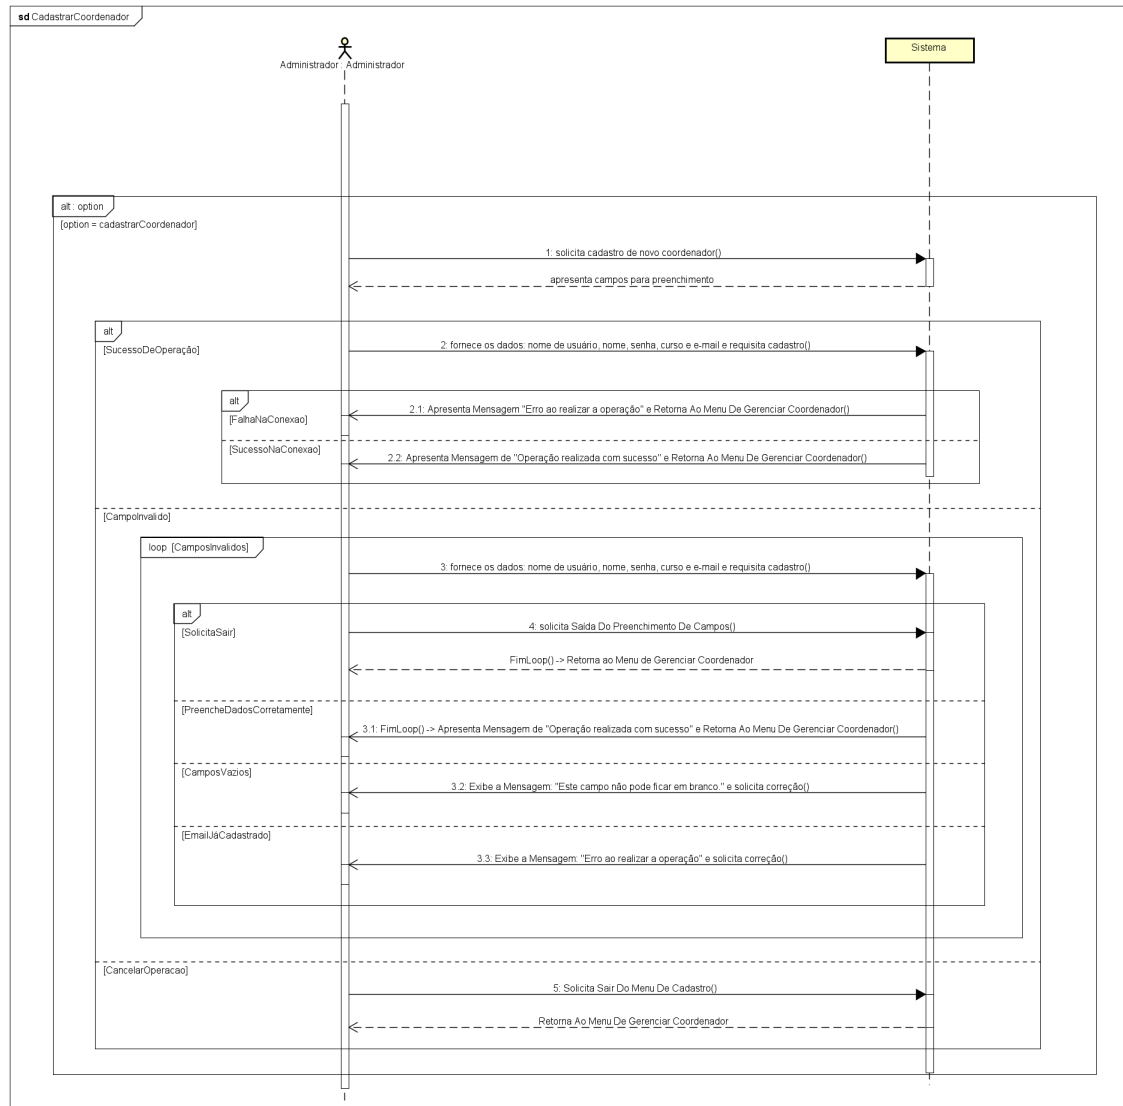 sd CadastrarCoordenador
Administrador : Administrador
Sistema
alt : option
[option = cadastrarCoordenador]
1: solicita cadastro de novo coordenador()
apresenta campos para preenchimento
alt
[SucessoDeOperação]
2: fornece os dados: nome de usuário, nome, senha, curso e e-mail e requisita cadastro()
alt
[FalhaNaConexao]
2.1: Apresenta Mensagem "Erro ao realizar a operação" e Retorna Ao Menu De Gerenciar Coordenador()
[SucessoNaConexao]
2.2: Apresenta Mensagem de "Operação realizada com sucesso" e Retorna Ao Menu De Gerenciar Coordenador()
[CampoInvalido]
loop [CamposInvalidos]
3: fornece os dados: nome de usuário, nome, senha, curso e e-mail e requisita cadastro()
alt
[SolicitaSair]
4: solicita Saída Do Preenchimento De Campos()
FimLoop() -> Retorna ao Menu de Gerenciar Coordenador
[PreencheDadosCorretamente]
3.1: FimLoop() -> Apresenta Mensagem de "Operação realizada com sucesso" e Retorna Ao Menu De Gerenciar Coordenador()
[CamposVazios]
3.2: Exibe a Mensagem: "Este campo não pode ficar em branco." e solicita correção()
[EmailJáCadastrado]
3.3: Exibe a Mensagem: "Erro ao realizar a operação" e solicita correção()
[CancelarOperacao]
5: Solicita Sair Do Menu De Cadastro()
Retorna Ao Menu De Gerenciar Coordenador